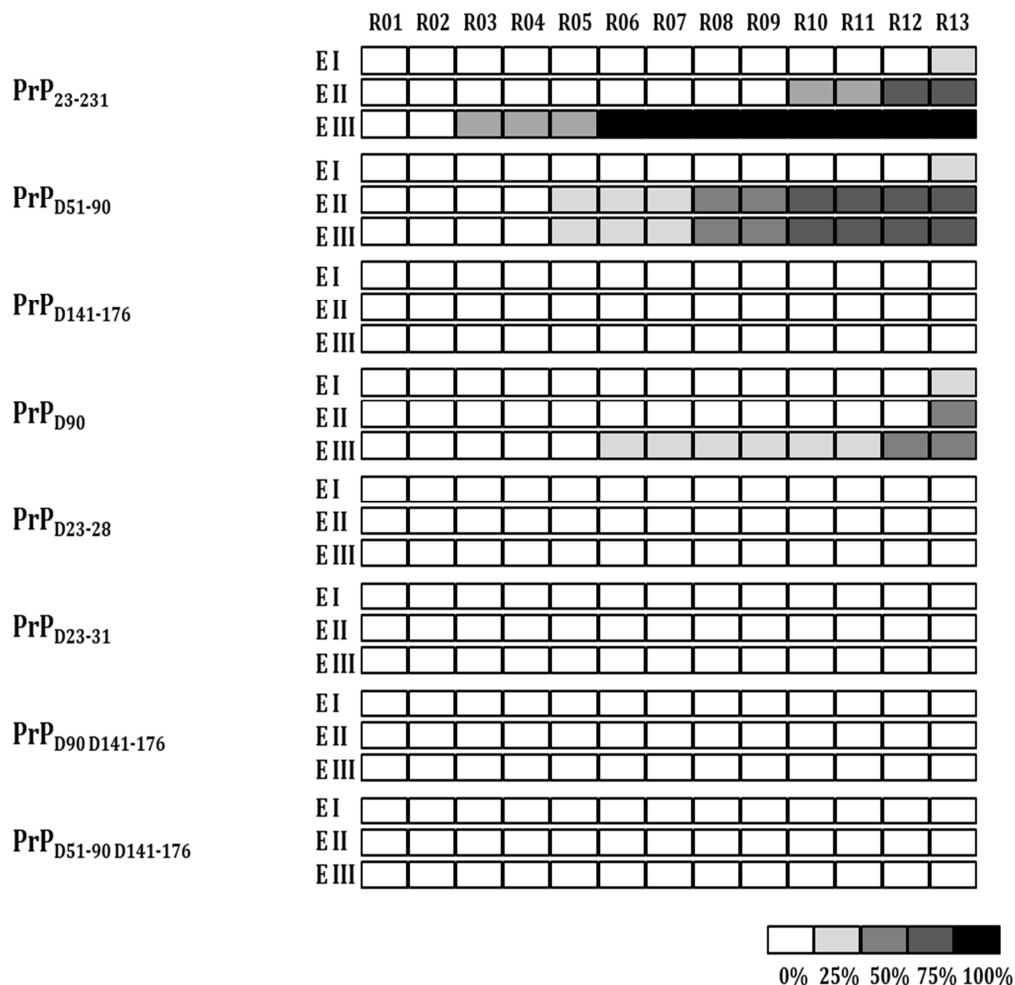 R01 R02 R03 R04 R05 R06 R07 R08 R09 R10 R11 R12 R13
PrP23-231
E I
E II
E III
PrPD51-90
E I
E II
E III
PrPD141-176
E I
E II
E III
PrPD90
E I
E II
E III
PrPD23-28
E I
E II
E III
PrPD23-31
E I
E II
E III
PrPD90 D141-176
E I
E II
E III
PrPD51-90 D141-176
E I
E II
E III
0% 25% 50% 75% 100%